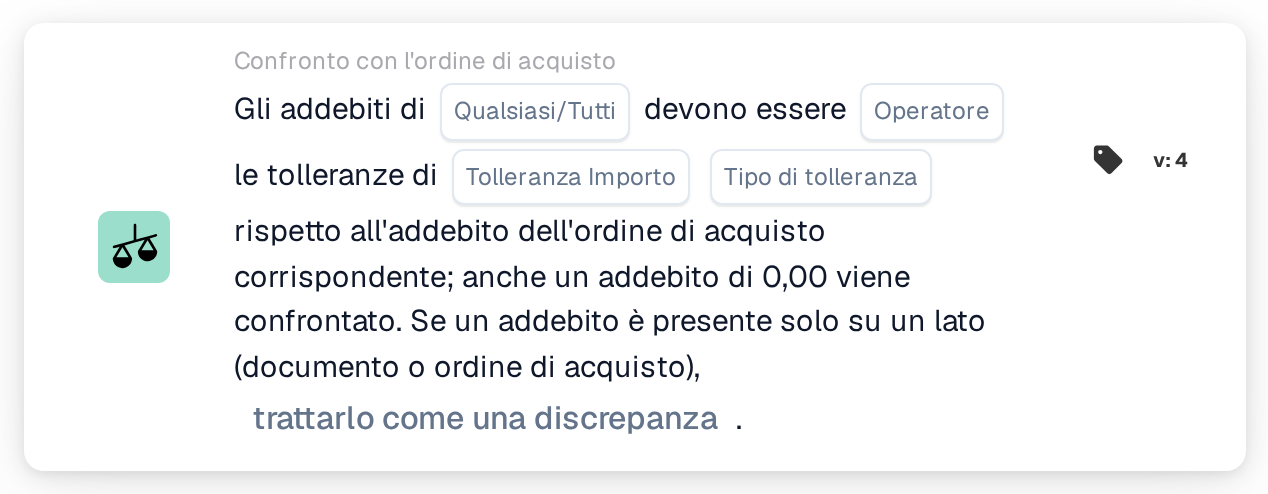 Confronto con l'ordine di acquisto
Gli addebiti di Qualsiasi/Tutti devono essere Operatore
le tolleranze di Tolleranza Importo Tipo di tolleranza
v: 4
rispetto all'addebito dell'ordine di acquisto
corrispondente; anche un addebito di 0,00 viene
confrontato. Se un addebito è presente solo su un lato
(documento o ordine di acquisto),
trattarlo come una discrepanza .